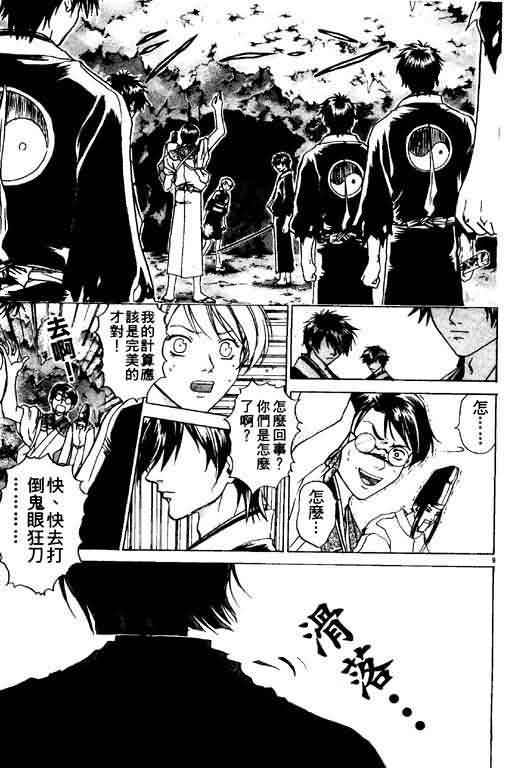 怎……
怎麼…
怎麼回事？
你們是怎麼
了啊？
我的計算應
該是完美的
才對！
去啊！
快、快去打
倒鬼眼狂刀
…………
9
滑落…